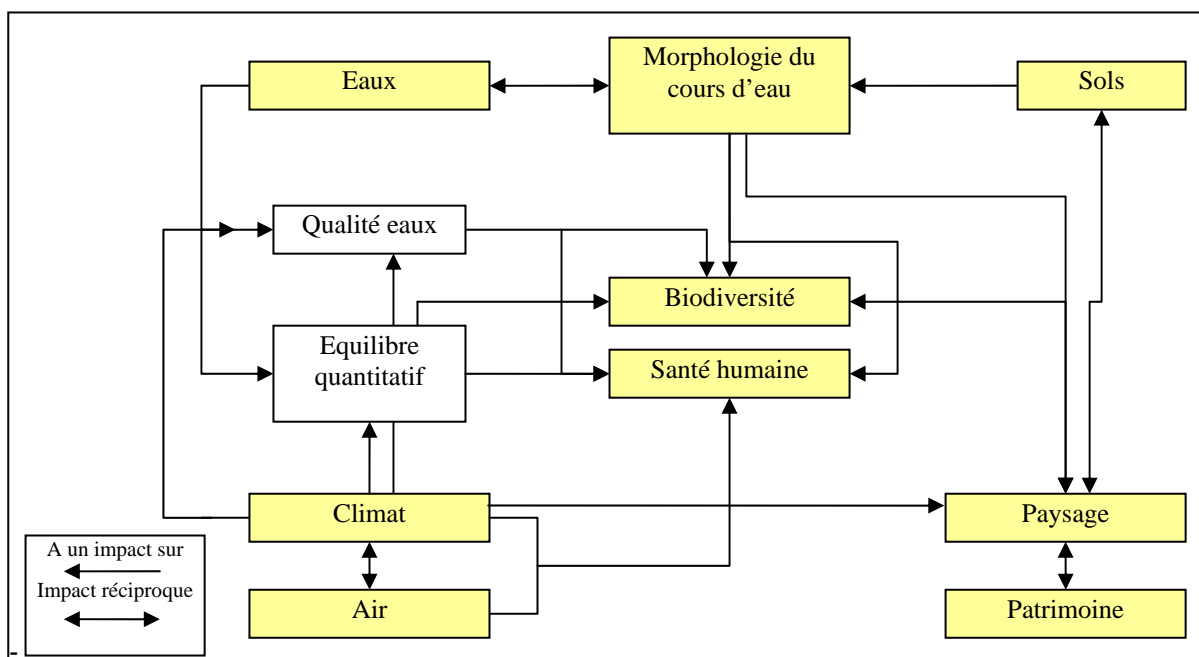 Eaux
Morphologie du
cours d’eau
Sols
Qualité eaux
Biodiversité
Equilibre
quantitatif
Santé humaine
Climat
Paysage
A un impact sur
Impact réciproque
Air
Patrimoine
-